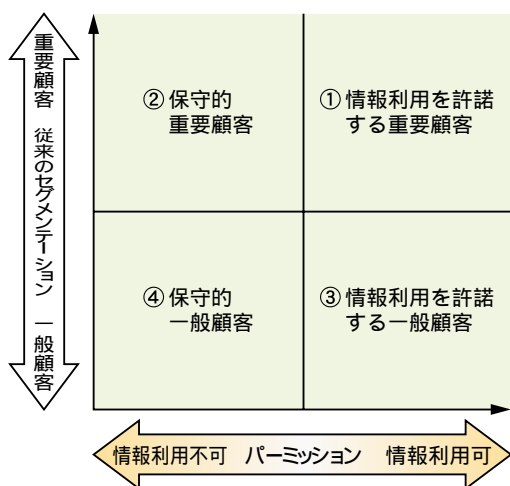 重要顧客 従来のセグメンテーション 一般顧客
② 保守的
重要顧客
① 情報利用を許諾
する重要顧客
④ 保守的
一般顧客
③ 情報利用を許諾
する一般顧客
情報利用不可 パーミッション 情報利用可